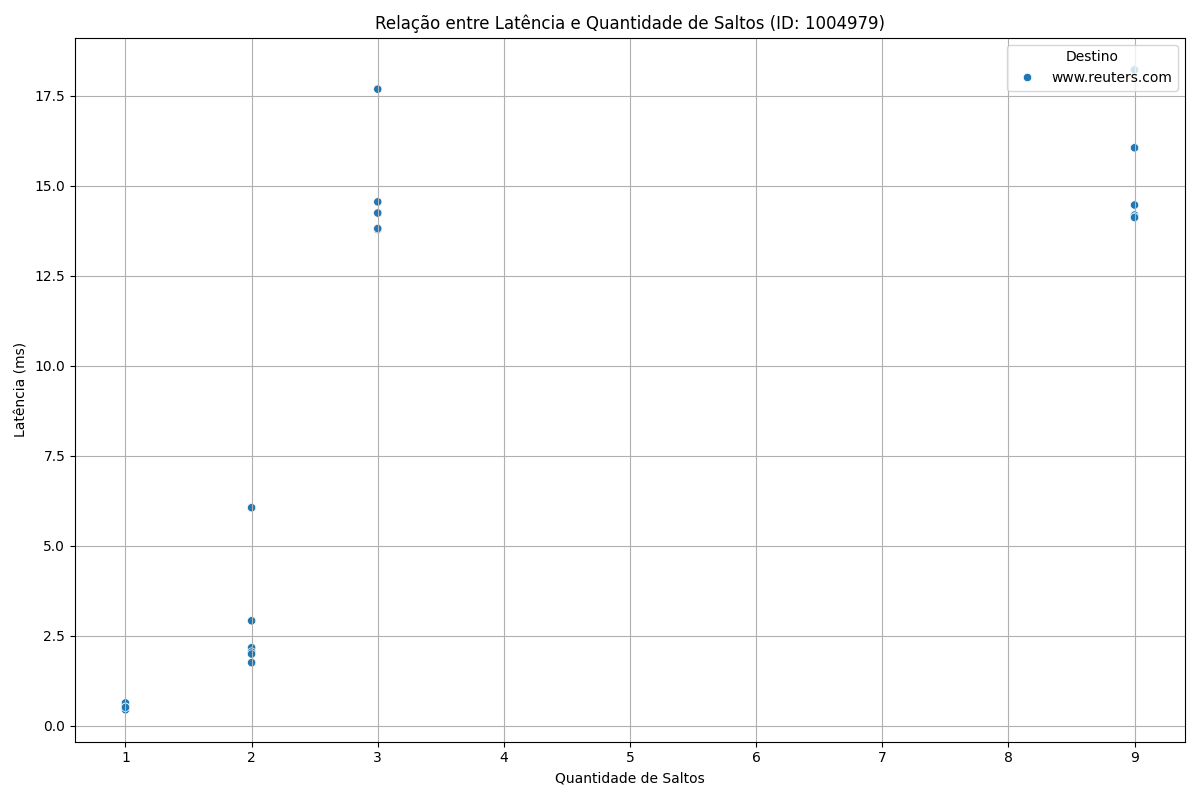 Relação entre Latência e Quantidade de Saltos (ID: 1004979)
Destino
www.reuters.com
17.5
15.0
12.5
10.0
7.5
5.0
2.5
0.0
Latência (ms)
1 2 3 4 5 6 7 8 9
Quantidade de Saltos